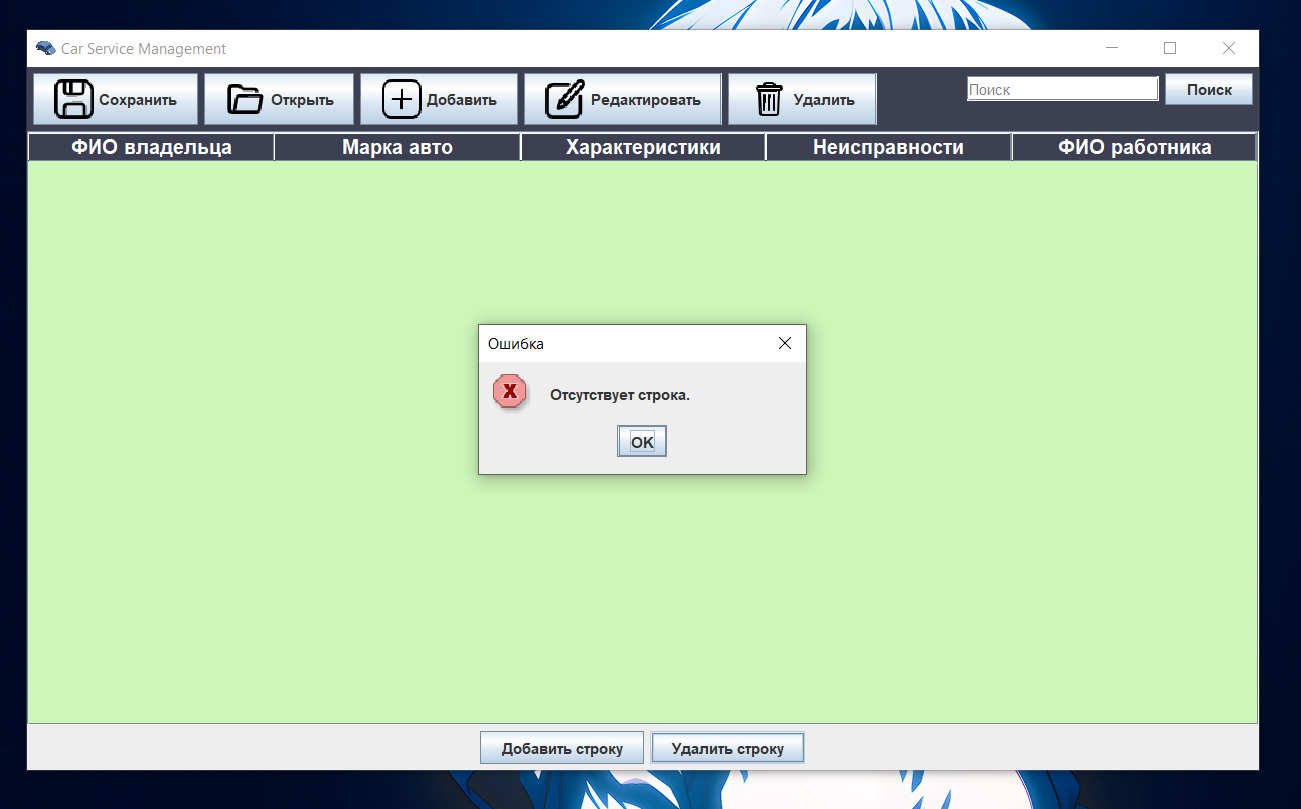 Car Service Management
Сохранить Открыть Добавить Редактировать Удалить Поиск Поиск
ФИО владельца Марка авто Характеристики Неисправности ФИО работника
Ошибка
X
Отсутствует строка.
OK
Добавить строку Удалить строку